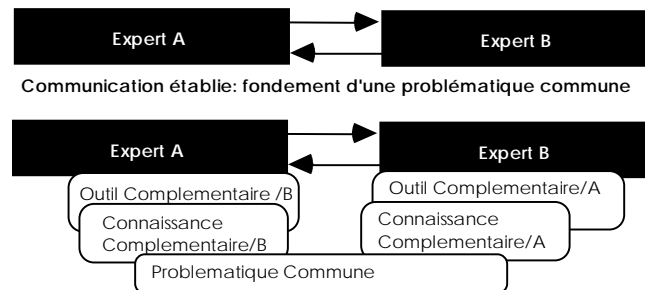 Expert A
Expert B
Communication établie: fondement d'une problématique commune
Expert A
Expert B
Outil Complementaire /B
Outil Complementaire/A
Connaissance
Complementaire/B
Connaissance
Complementaire/A
Problematique Commune